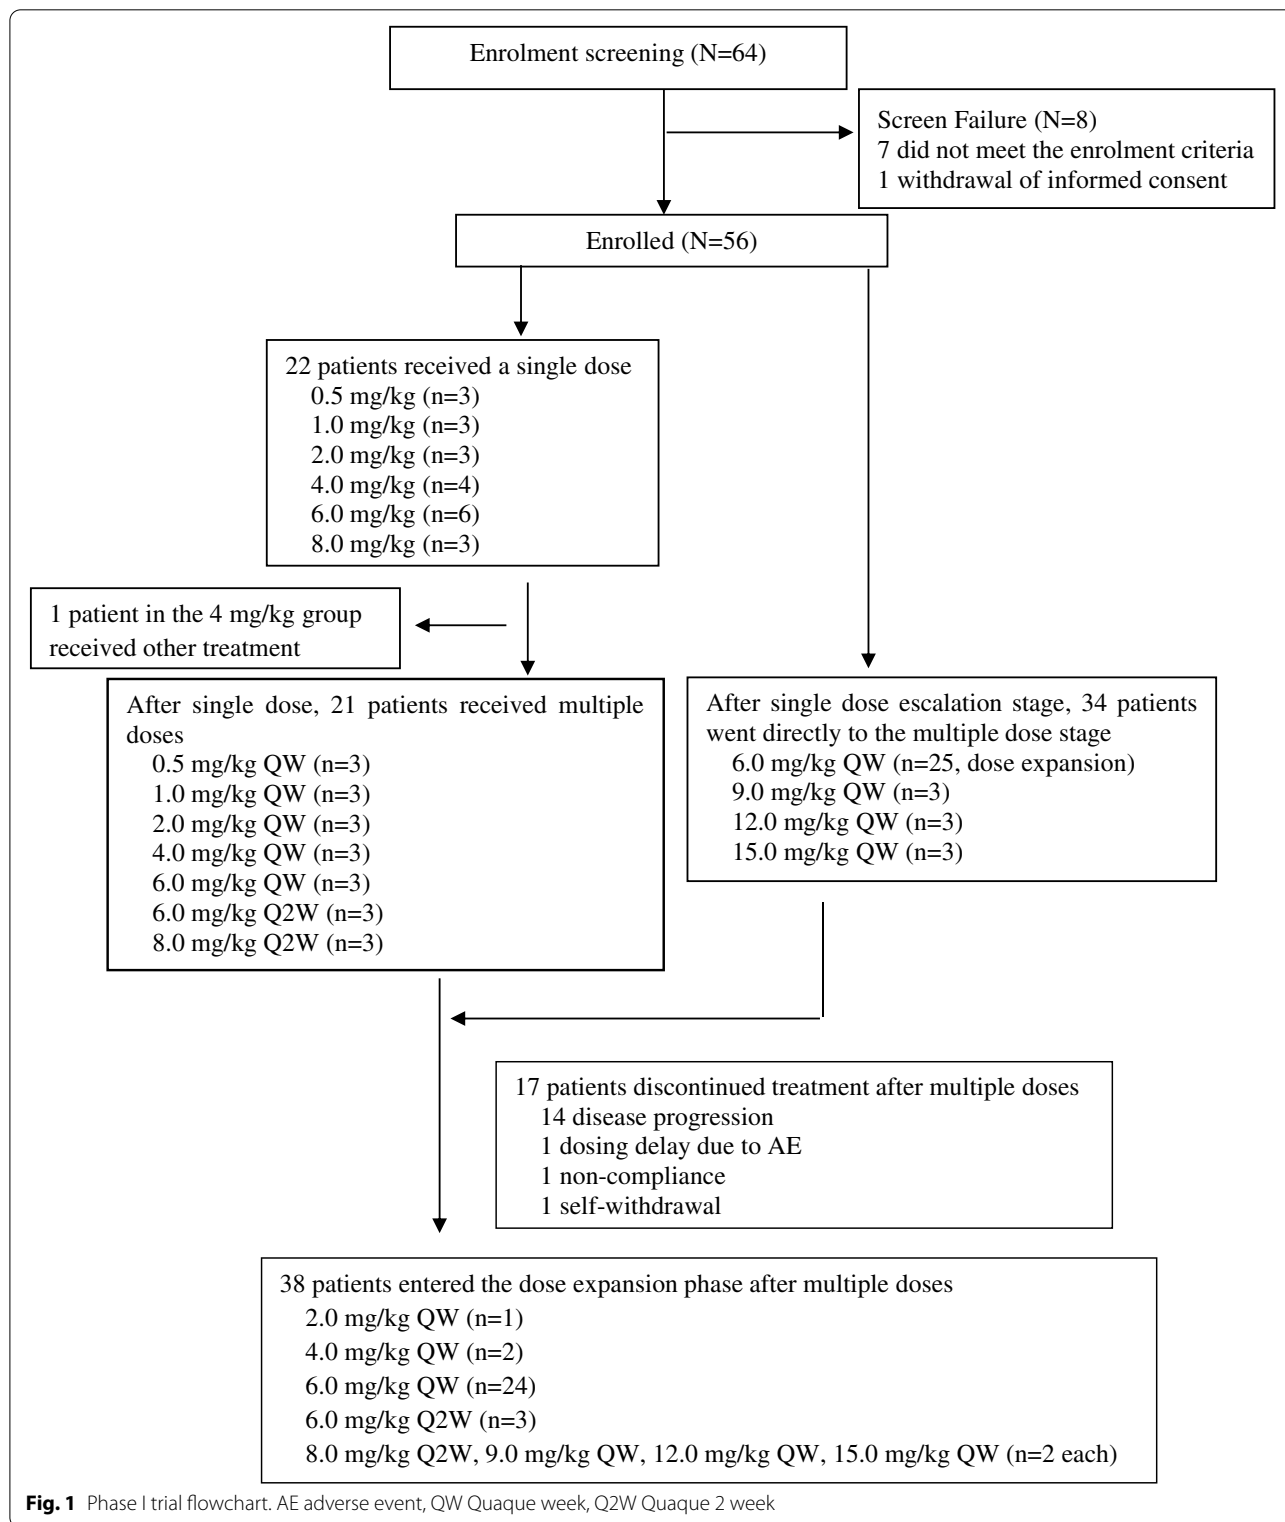 Enrolment screening (N=64)
Screen Failure (N=8)
7 did not meet the enrolment criteria
1 withdrawal of informed consent
Enrolled (N=56)
22 patients received a single dose
0.5 mg/kg (n=3)
1.0 mg/kg (n=3)
2.0 mg/kg (n=3)
4.0 mg/kg (n=4)
6.0 mg/kg (n=6)
8.0 mg/kg (n=3)
1 patient in the 4 mg/kg group
received other treatment
After single dose, 21 patients received multiple
doses
0.5 mg/kg QW (n=3)
1.0 mg/kg QW (n=3)
2.0 mg/kg QW (n=3)
4.0 mg/kg QW (n=3)
6.0 mg/kg QW (n=3)
6.0 mg/kg Q2W (n=3)
8.0 mg/kg Q2W (n=3)
After single dose escalation stage, 34 patients
went directly to the multiple dose stage
6.0 mg/kg QW (n=25, dose expansion)
9.0 mg/kg QW (n=3)
12.0 mg/kg QW (n=3)
15.0 mg/kg QW (n=3)
17 patients discontinued treatment after multiple doses
14 disease progression
1 dosing delay due to AE
1 non-compliance
1 self-withdrawal
38 patients entered the dose expansion phase after multiple doses
2.0 mg/kg QW (n=1)
4.0 mg/kg QW (n=2)
6.0 mg/kg QW (n=24)
6.0 mg/kg Q2W (n=3)
8.0 mg/kg Q2W, 9.0 mg/kg QW, 12.0 mg/kg QW, 15.0 mg/kg QW (n=2 each)
Fig. 1 Phase I trial flowchart. AE adverse event, QW Quaque week, Q2W Quaque 2 week